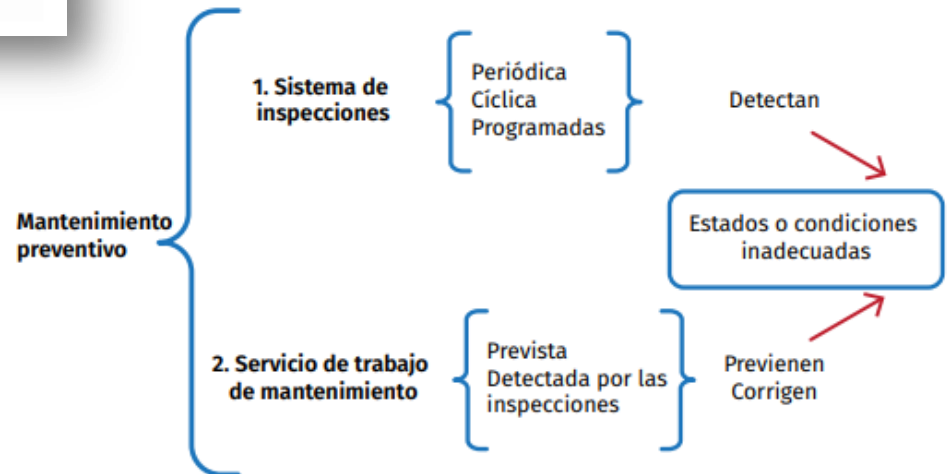 1. Sistema de
inspecciones
Periódica
Cíclica
Programadas
Detectan
Mantenimiento
preventivo
Estados o condiciones
inadecuadas
2. Servicio de trabajo
de mantenimiento
Prevista
Detectada por las
inspecciones
Previenen
Corrigen